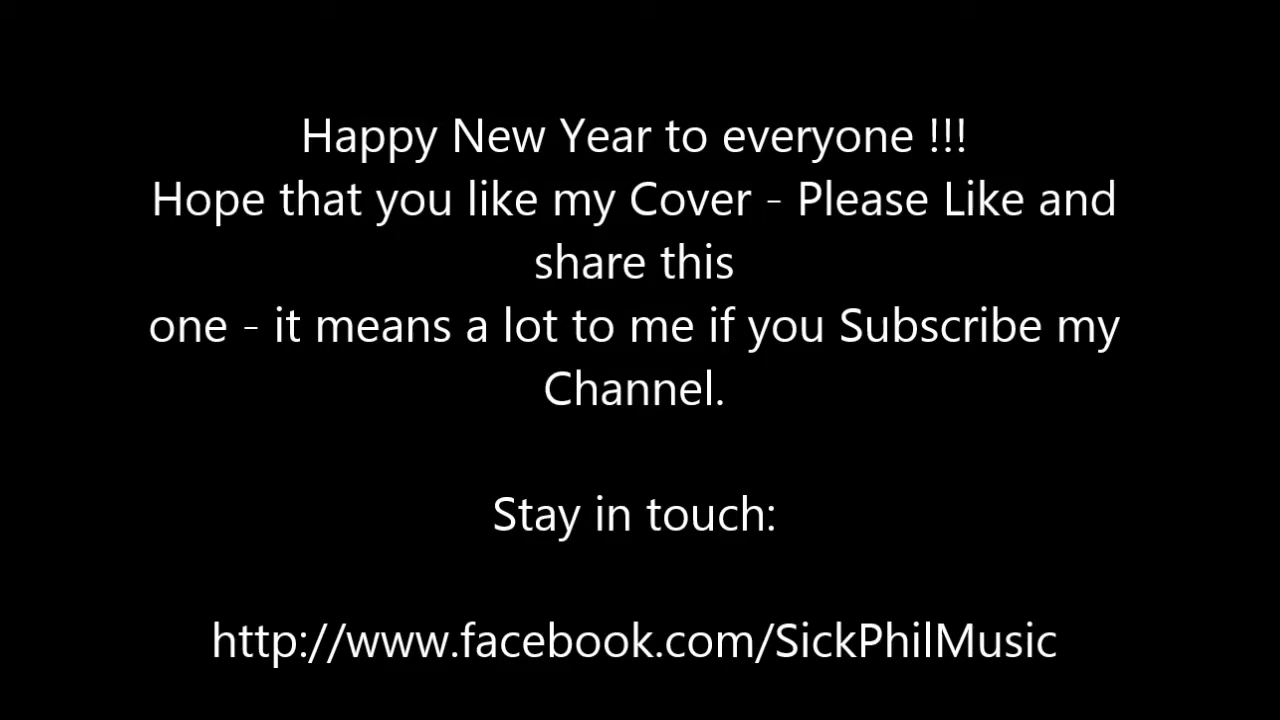 Happy New Year to everyone !!!
Hope that you like my Cover - Please Like and
share this
one - it means a lot to me if you Subscribe my
Channel.
Stay in touch:
http://www.facebook.com/SickPhilMusic